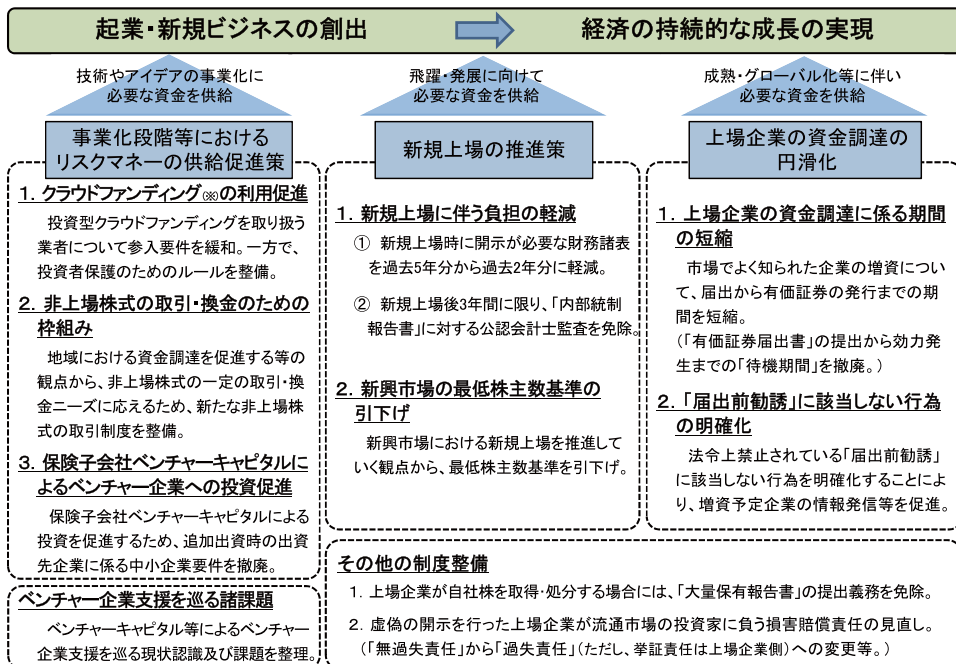 起業・新規ビジネスの創出
経済の持続的な成長の実現
技術やアイデアの事業化に
必要な資金を供給
事業化段階等における
リスクマネーの供給促進策
1．クラウドファンディング(※)の利用促進
投資型クラウドファンディングを取り扱う
業者について参入要件を緩和。一方で、
投資者保護のためのルールを整備。
2．非上場株式の取引・換金のための
枠組み
地域における資金調達を促進する等の
観点から、非上場株式の一定の取引・換
金ニーズに応えるため、新たな非上場株
式の取引制度を整備。
3．保険子会社ベンチャーキャピタルに
よるベンチャー企業への投資促進
保険子会社ベンチャーキャピタルによる
投資を促進するため、追加出資時の出資
先企業に係る中小企業要件を撤廃。
ベンチャー企業支援を巡る諸課題
ベンチャーキャピタル等によるベンチャー
企業支援を巡る現状認識及び課題を整理。
飛躍・発展に向けて
必要な資金を供給
新規上場の推進策
1．新規上場に伴う負担の軽減
① 新規上場時に開示が必要な財務諸表
を過去5年分から過去2年分に軽減。
② 新規上場後3年間に限り、「内部統制
報告書」に対する公認会計士監査を免除。
2．新興市場の最低株主数基準の
引下げ
新興市場における新規上場を推進して
いく観点から、最低株主数基準を引下げ。
成熟・グローバル化等に伴い
必要な資金を供給
上場企業の資金調達の
円滑化
1．上場企業の資金調達に係る期間
の短縮
市場でよく知られた企業の増資につい
て、届出から有価証券の発行までの期
間を短縮。
（「有価証券届出書」の提出から効力発
生までの「待機期間」を撤廃。）
2．「届出前勧誘」に該当しない行為
の明確化
法令上禁止されている「届出前勧誘」
に該当しない行為を明確化することによ
り、増資予定企業の情報発信等を促進。
その他の制度整備
1．上場企業が自社株を取得・処分する場合には、「大量保有報告書」の提出義務を免除。
2．虚偽の開示を行った上場企業が流通市場の投資家に負う損害賠償責任の見直し。
（「無過失責任」から「過失責任」（ただし、挙証責任は上場企業側）への変更等。）